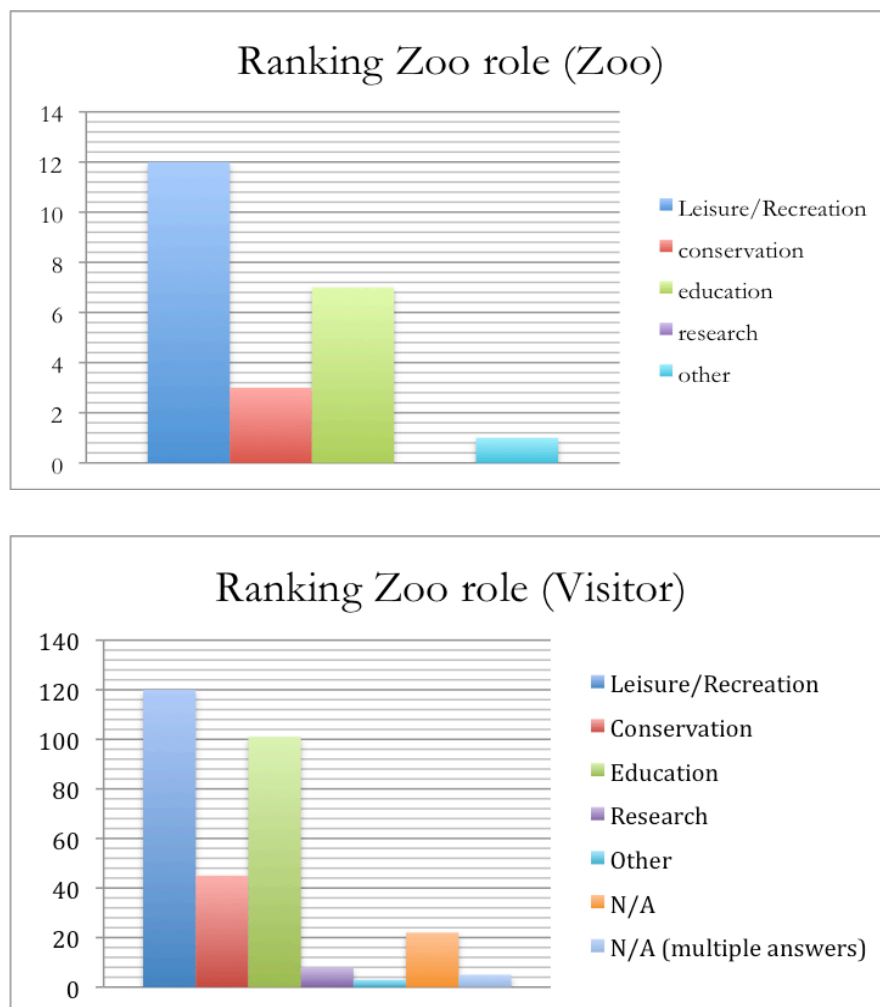 Ranking Zoo role (Zoo)
14
12
10
8
6
4
2
0
Leisure/Recreation
conservation
education
research
other
Ranking Zoo role (Visitor)
140
120
100
80
60
40
20
0
Leisure/Recreation
Conservation
Education
Research
Other
N/A
N/A (multiple answers)